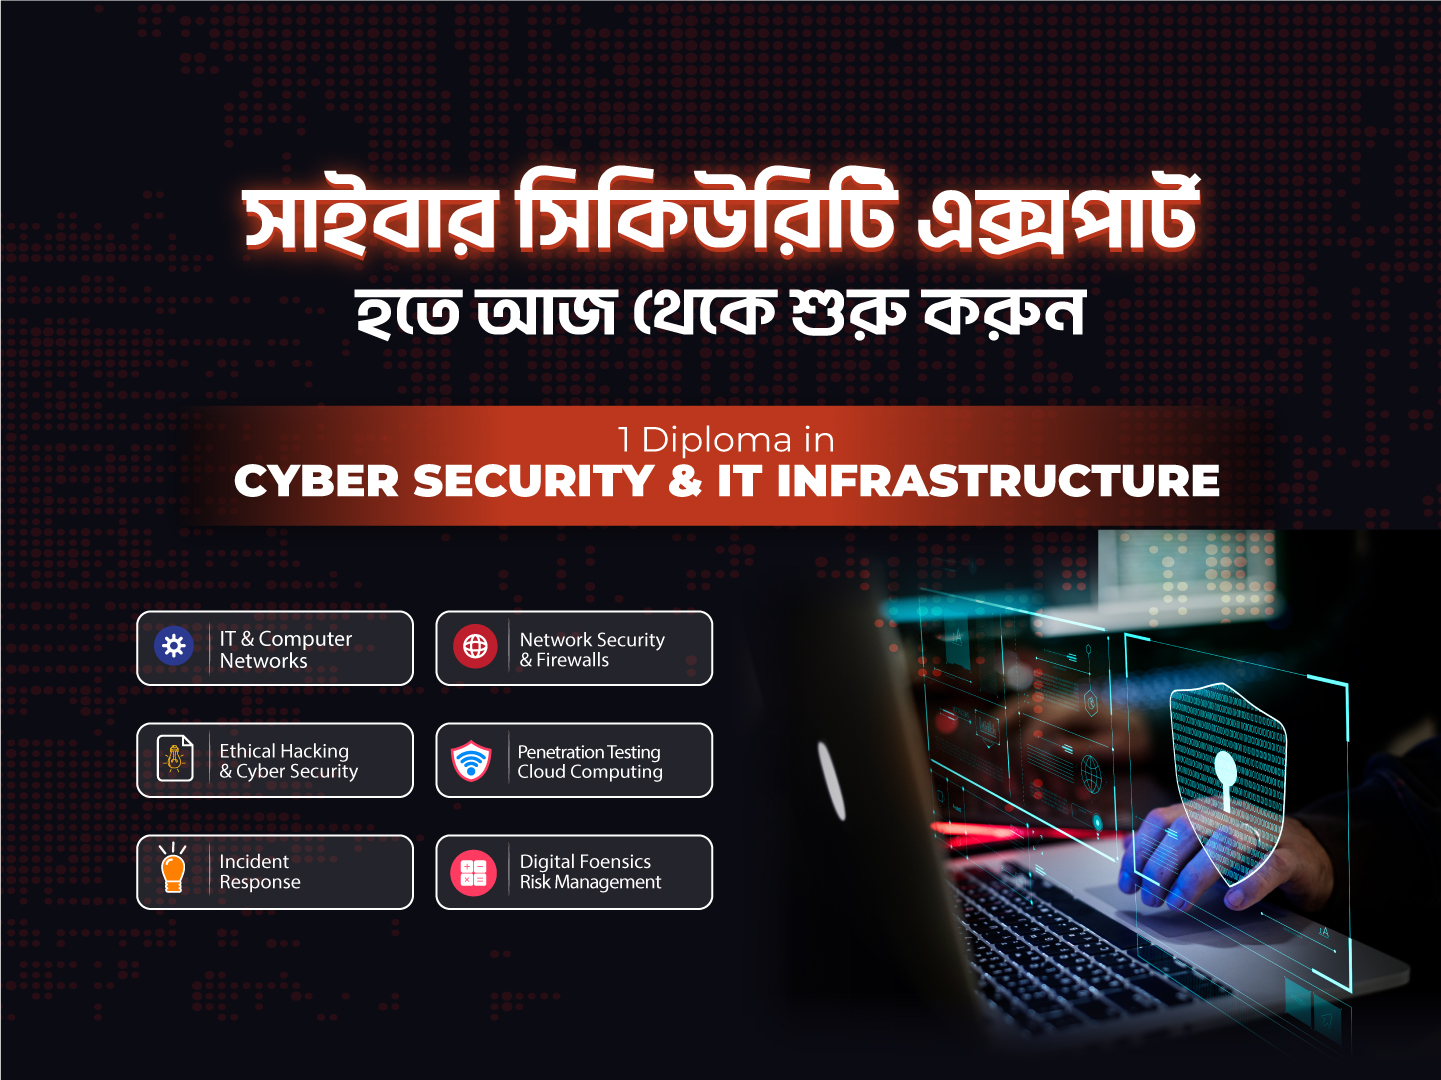 সাইবার সিকিউরিটি এক্সপার্ট
হতে আজ থেকে শুরু করুন
1 Diploma in
CYBER SECURITY & IT INFRASTRUCTURE
IT & Computer
Networks
Network Security
& Firewalls
Ethical Hacking
& Cyber Security
Penetration Testing
Cloud Computing
Incident
Response
Digital Foensics
Risk Management